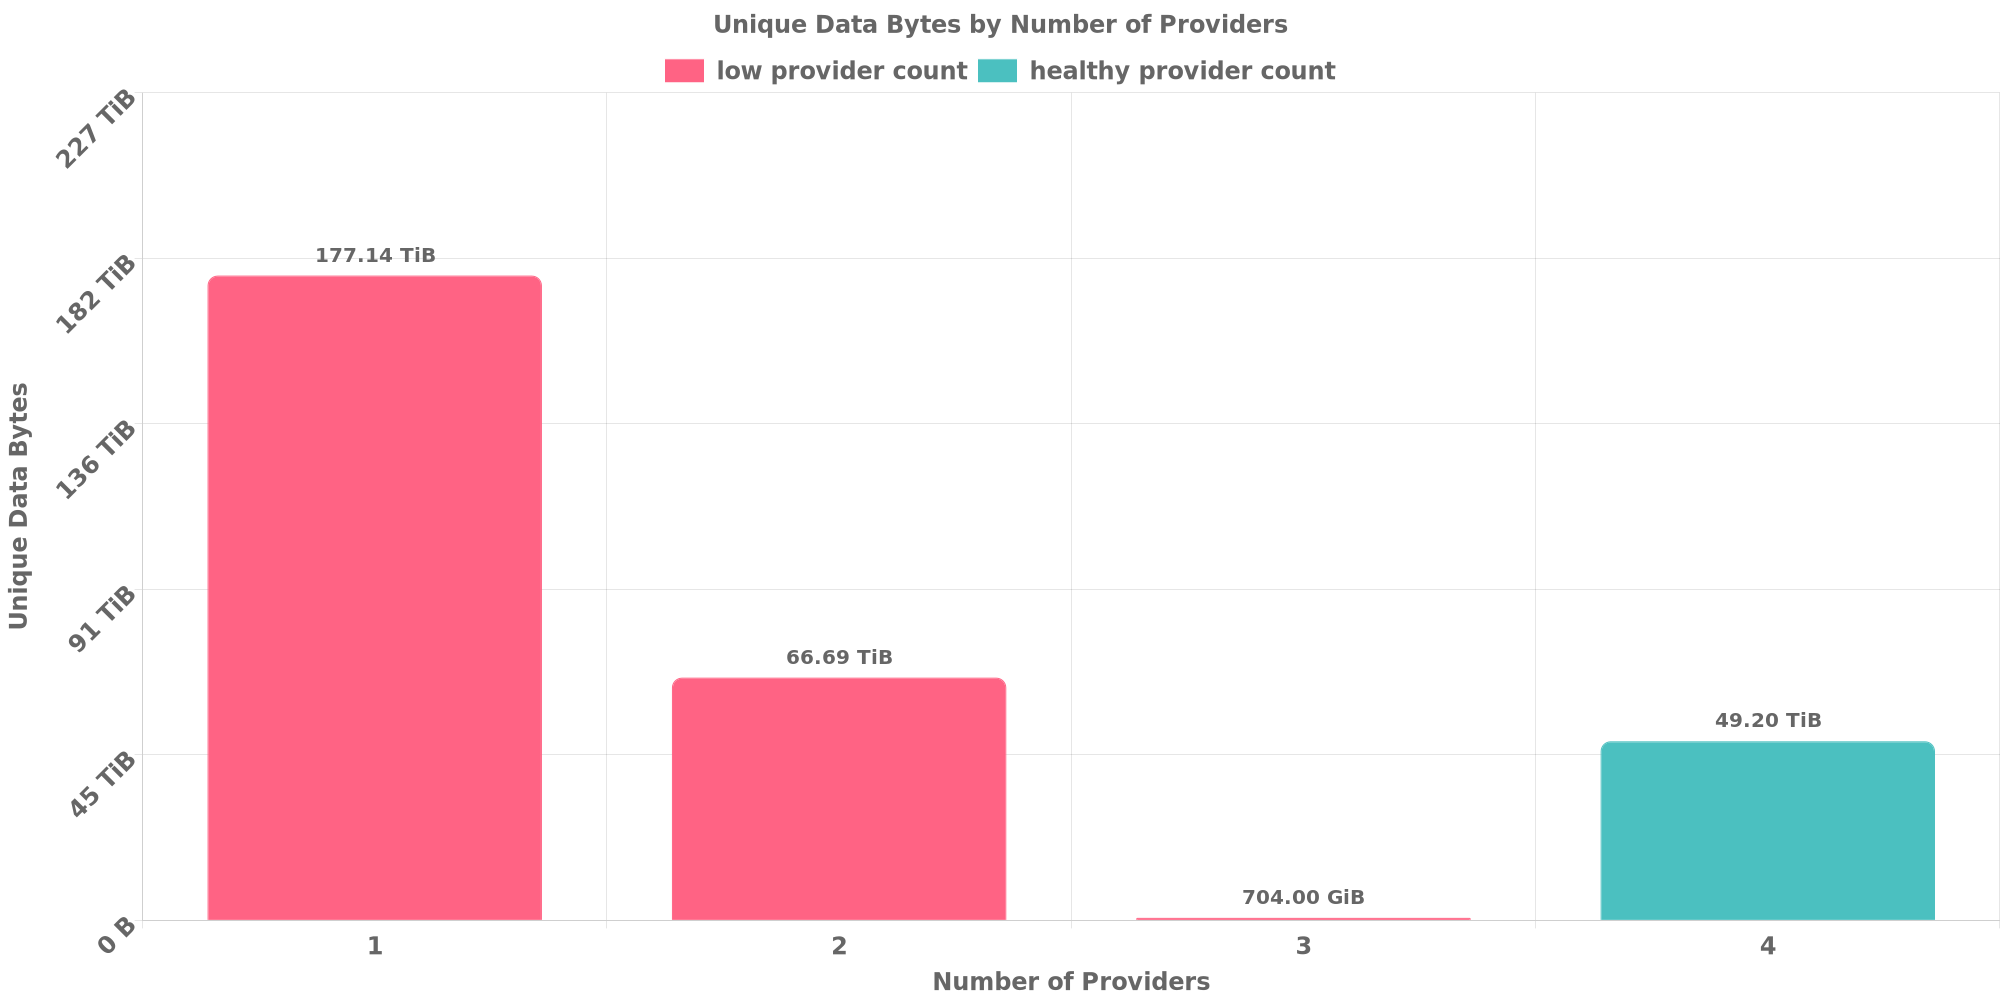 Unique Data Bytes by Number of Providers
low provider count healthy provider count
227 TiB
182 TiB
136 TiB
91 TiB
45 TiB
0 B
Unique Data Bytes
177.14 TiB
66.69 TiB
704.00 GiB
49.20 TiB
1 2 3 4
Number of Providers